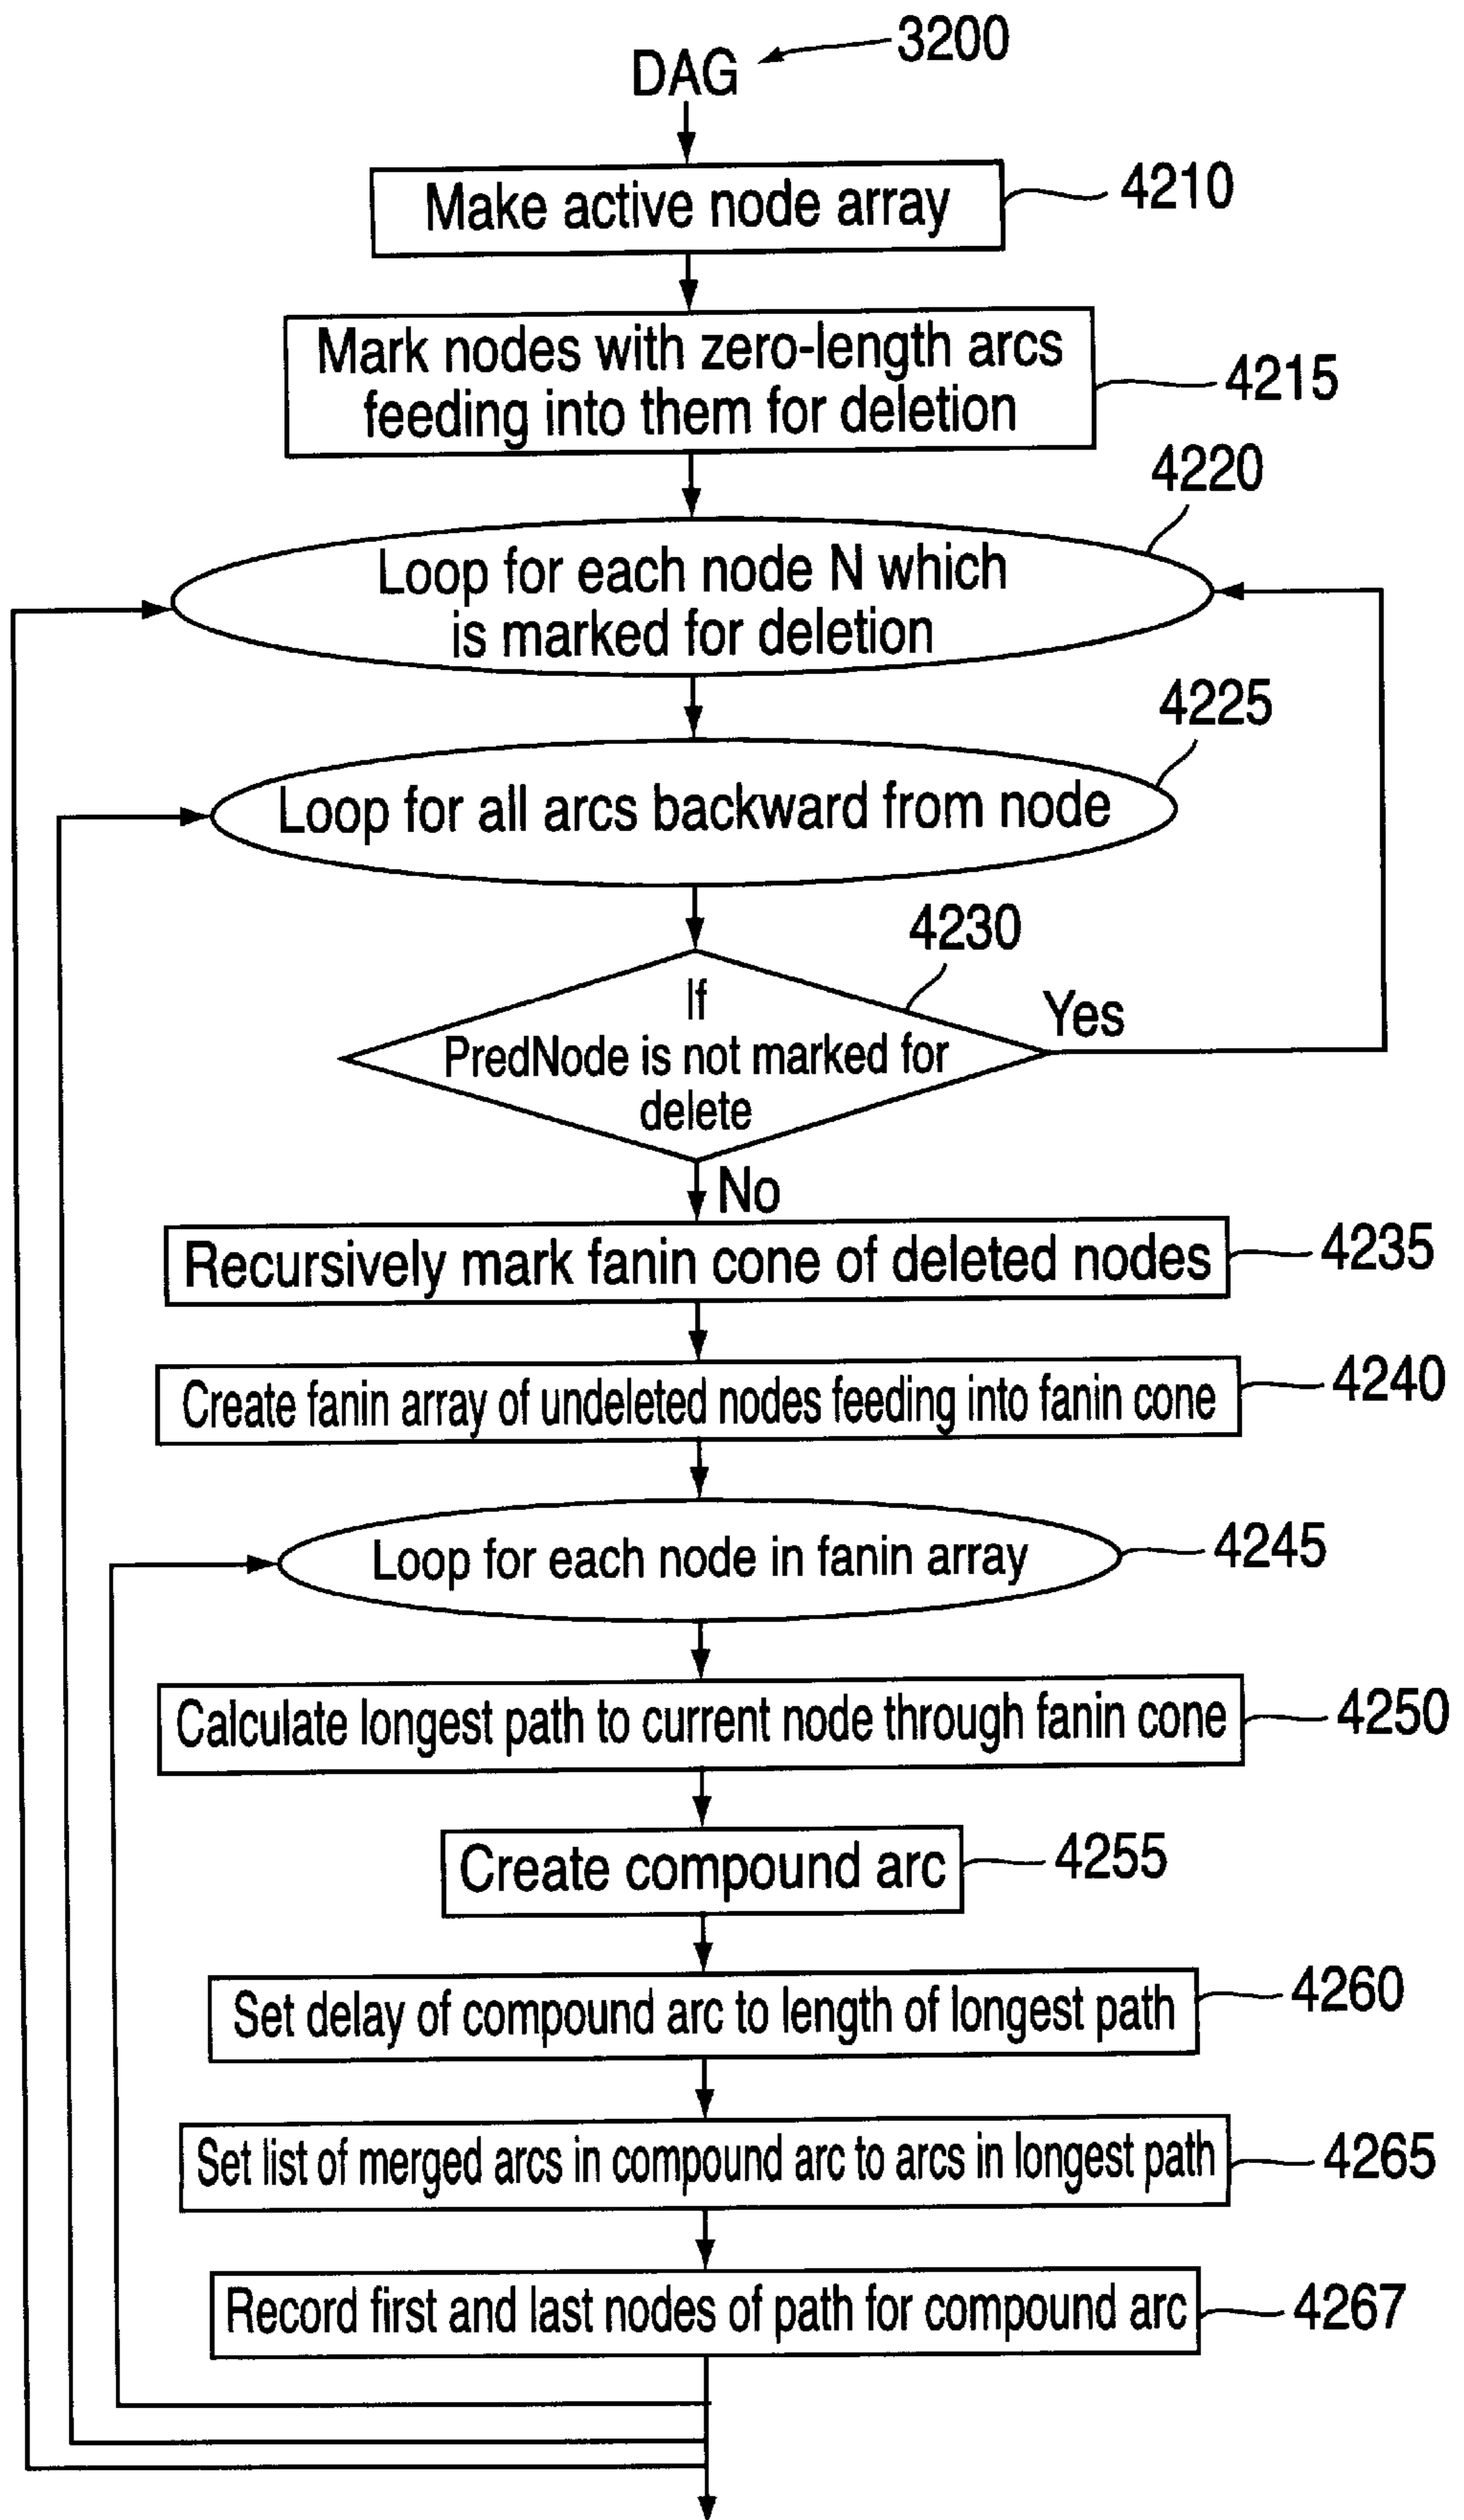 3200
DAG
Make active node array
4210
Mark nodes with zero-length arcs
feeding into them for deletion
4215
4220
Loop for each node N which
is marked for deletion
4225
Loop for all arcs backward from node
4230
If
PredNode is not marked for
delete
Yes
No
Recursively mark fanin cone of deleted nodes
4235
Create fanin array of undeleted nodes feeding into fanin cone
4240
Loop for each node in fanin array
4245
Calculate longest path to current node through fanin cone
4250
Create compound arc
4255
Set delay of compound arc to length of longest path
4260
Set list of merged arcs in compound arc to arcs in longest path
4265
Record first and last nodes of path for compound arc
4267